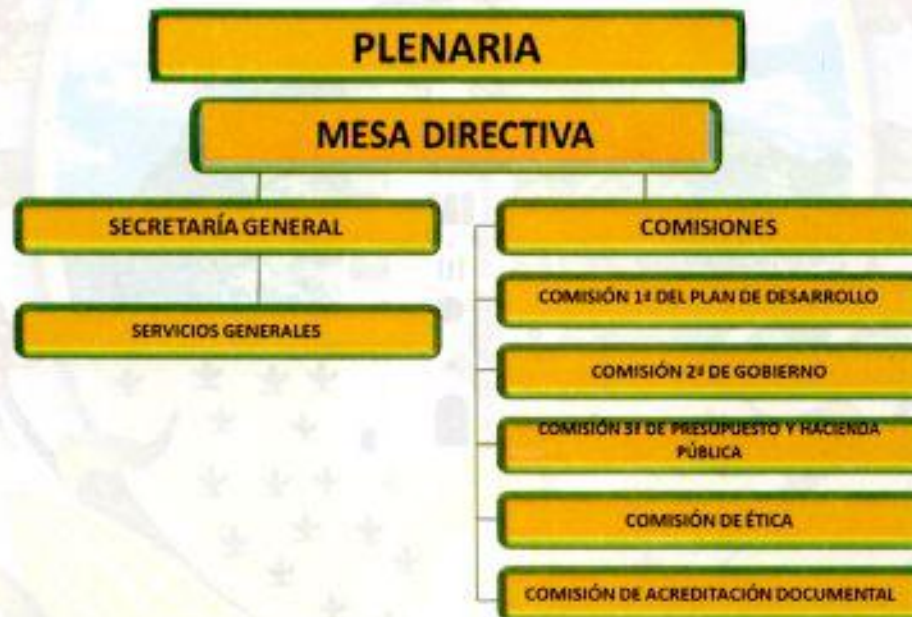 PLENARIA
MESA DIRECTIVA
SECRETARÍA GENERAL
SERVICIOS GENERALES
COMISIONES
COMISIÓN 1ª DEL PLAN DE DESARROLLO
COMISIÓN 2ª DE GOBIERNO
COMISIÓN 3ª DE PRESUPUESTO Y HACIENDA
PÚBLICA
COMISIÓN DE ÉTICA
COMISIÓN DE ACREDITACIÓN DOCUMENTAL